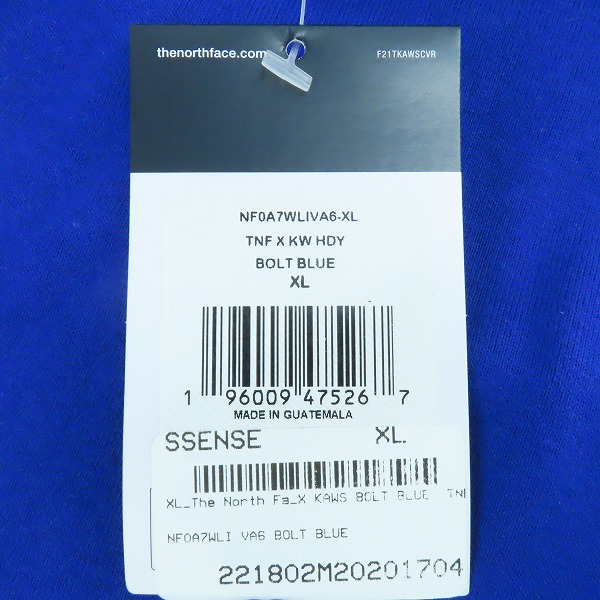 thenorthface.com
F21TKAWSCVR
NF0A7WLIVA6-XL
TNF X KW HDY
BOLT BLUE
XL
1 96009 47526 7
MADE IN GUATEMALA
SSENSE XL
XL_The North Fa_X KAWS BOLT BLUE TNF
NF0A7WLI VA6 BOLT BLUE
221802M20201704